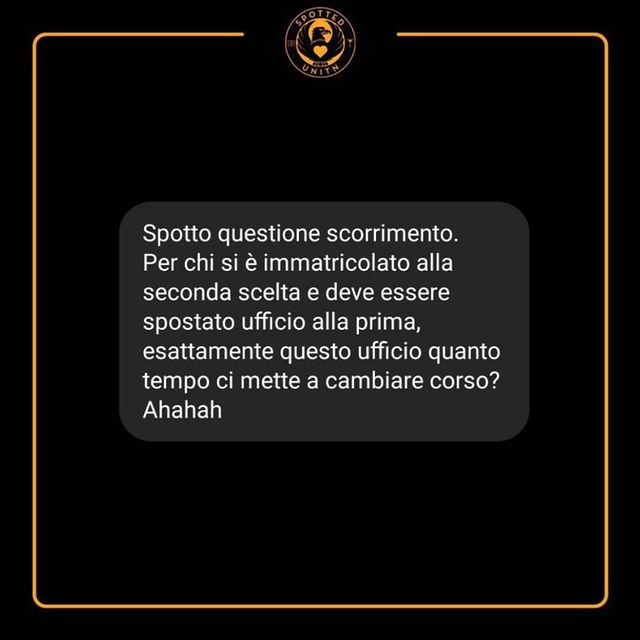 SPOTTED
UNITN
Spotto questione scorrimento.
Per chi si è immatricolato alla
seconda scelta e deve essere
spostato ufficio alla prima,
esattamente questo ufficio quanto
tempo ci mette a cambiare corso?
Ahahah